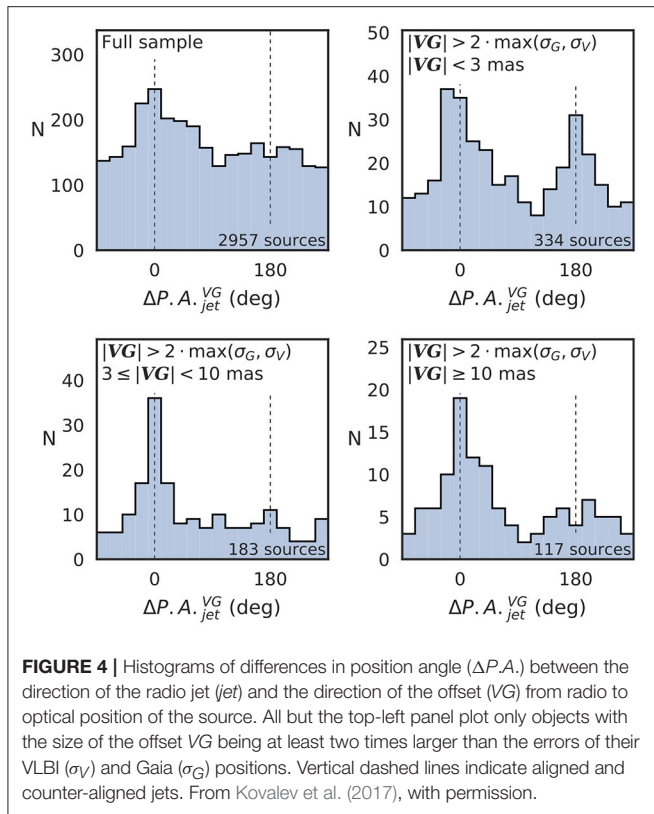 Full sample
300
200
100
0
N
2957 sources
0 180
ΔP.A.^{VG}_{jet} (deg)
|VG| > 2 · max(σ_G, σ_V)
|VG| < 3 mas
50
40
30
20
10
0
N
334 sources
0 180
ΔP.A.^{VG}_{jet} (deg)
|VG| > 2 · max(σ_G, σ_V)
3 ≤ |VG| < 10 mas
40
30
20
10
0
N
183 sources
0 180
ΔP.A.^{VG}_{jet} (deg)
|VG| > 2 · max(σ_G, σ_V)
|VG| ≥ 10 mas
25
20
15
10
5
0
N
117 sources
0 180
ΔP.A.^{VG}_{jet} (deg)
FIGURE 4 | Histograms of differences in position angle (ΔP.A.) between the
direction of the radio jet (jet) and the direction of the offset (VG) from radio to
optical position of the source. All but the top-left panel plot only objects with
the size of the offset VG being at least two times larger than the errors of their
VLBI (σ_V) and Gaia (σ_G) positions. Vertical dashed lines indicate aligned and
counter-aligned jets. From Kovalev et al. (2017), with permission.